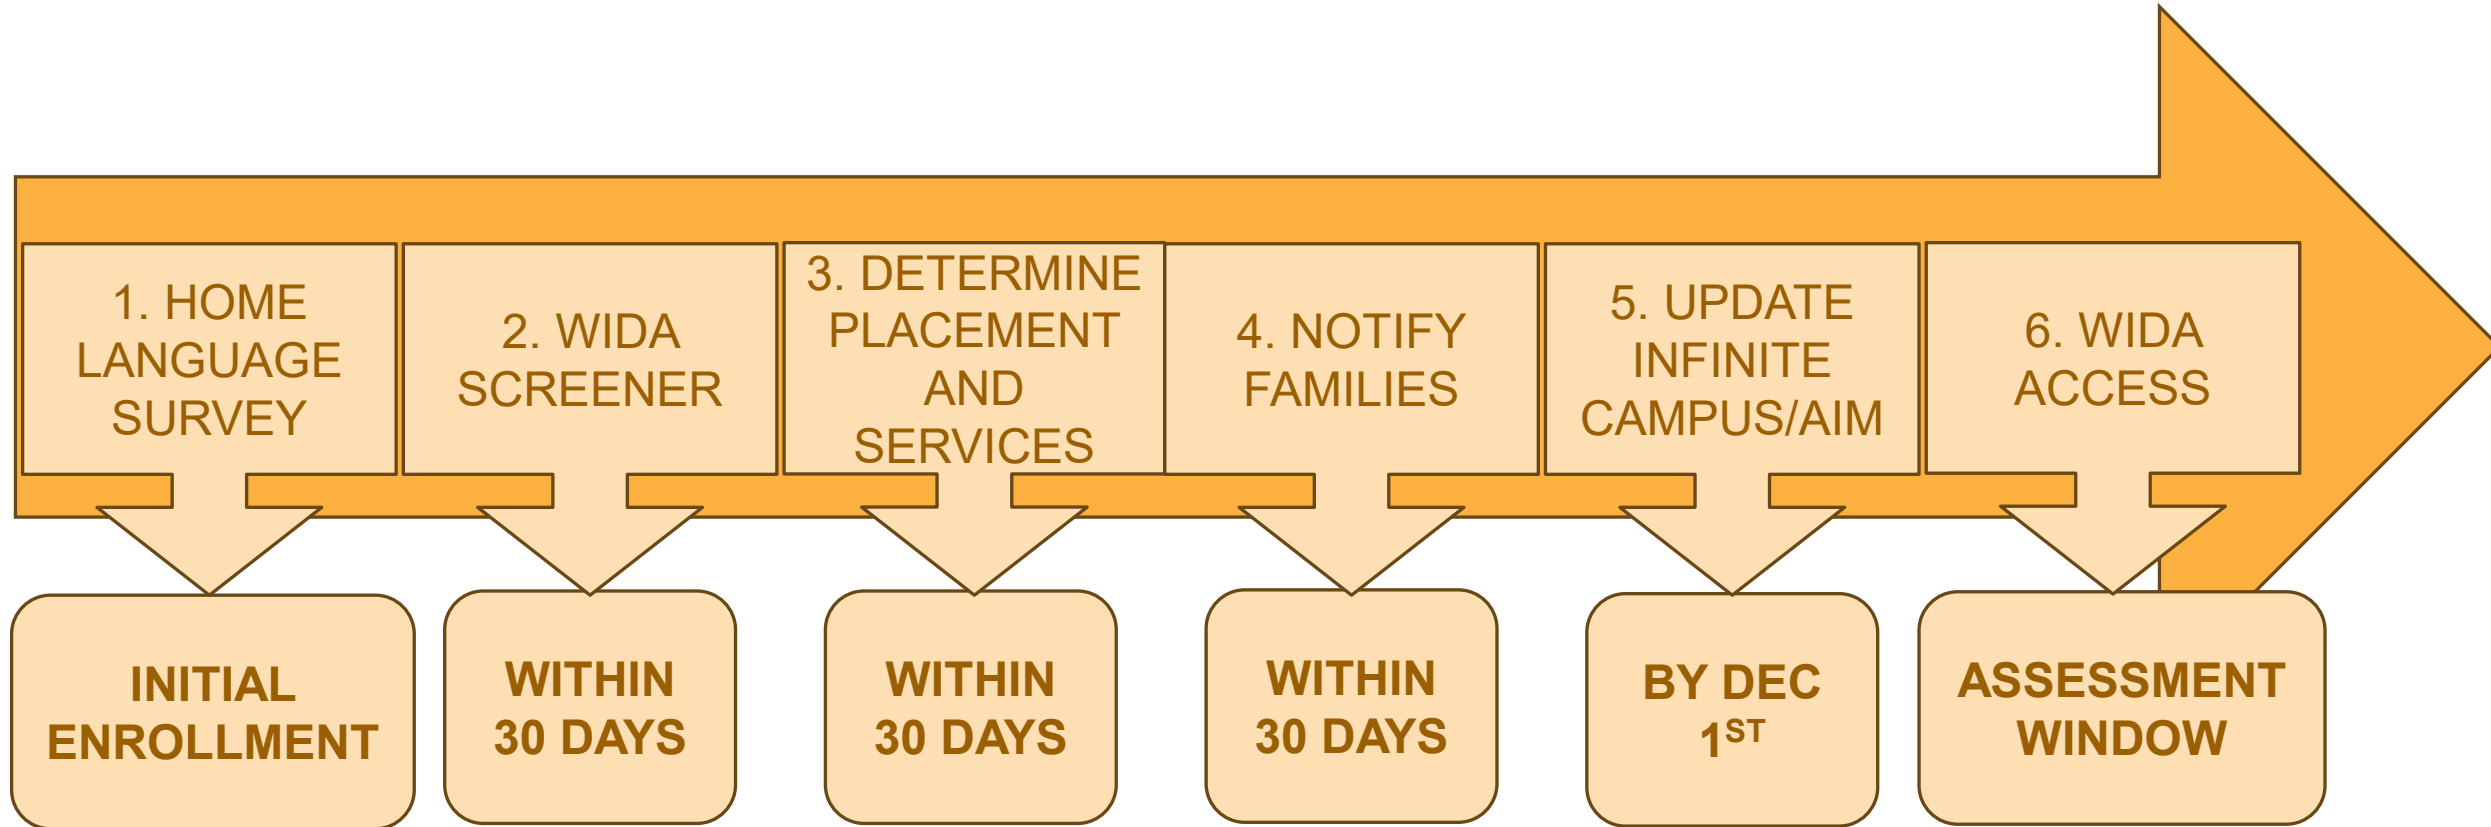 1. HOME
LANGUAGE
SURVEY
2. WIDA
SCREENER
3. DETERMINE
PLACEMENT
AND
SERVICES
4. NOTIFY
FAMILIES
5. UPDATE
INFINITE
CAMPUS/AIM
6. WIDA
ACCESS
INITIAL
ENROLLMENT
WITHIN
30 DAYS
WITHIN
30 DAYS
WITHIN
30 DAYS
BY DEC
1ST
ASSESSMENT
WINDOW